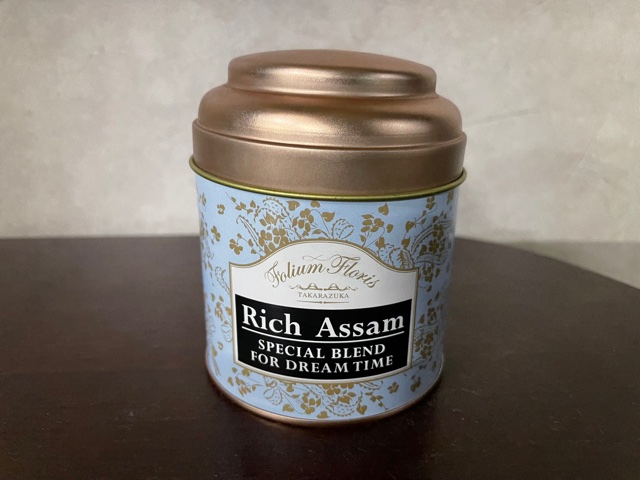 Folium Floris
TAKARAZUKA
Rich Assam
SPECIAL BLEND
FOR DREAM TIME